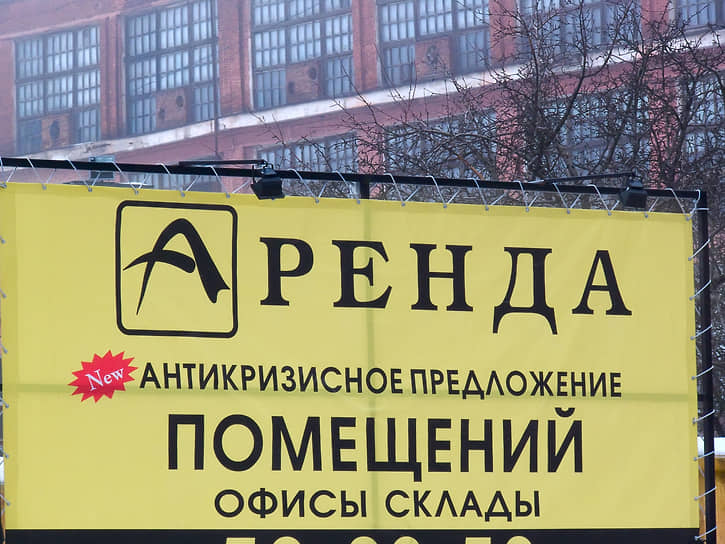 АРЕНДА
New АНТИКРИЗИСНОЕ ПРЕДЛОЖЕНИЕ
ПОМЕЩЕНИЙ
ОФИСЫ СКЛАДЫ